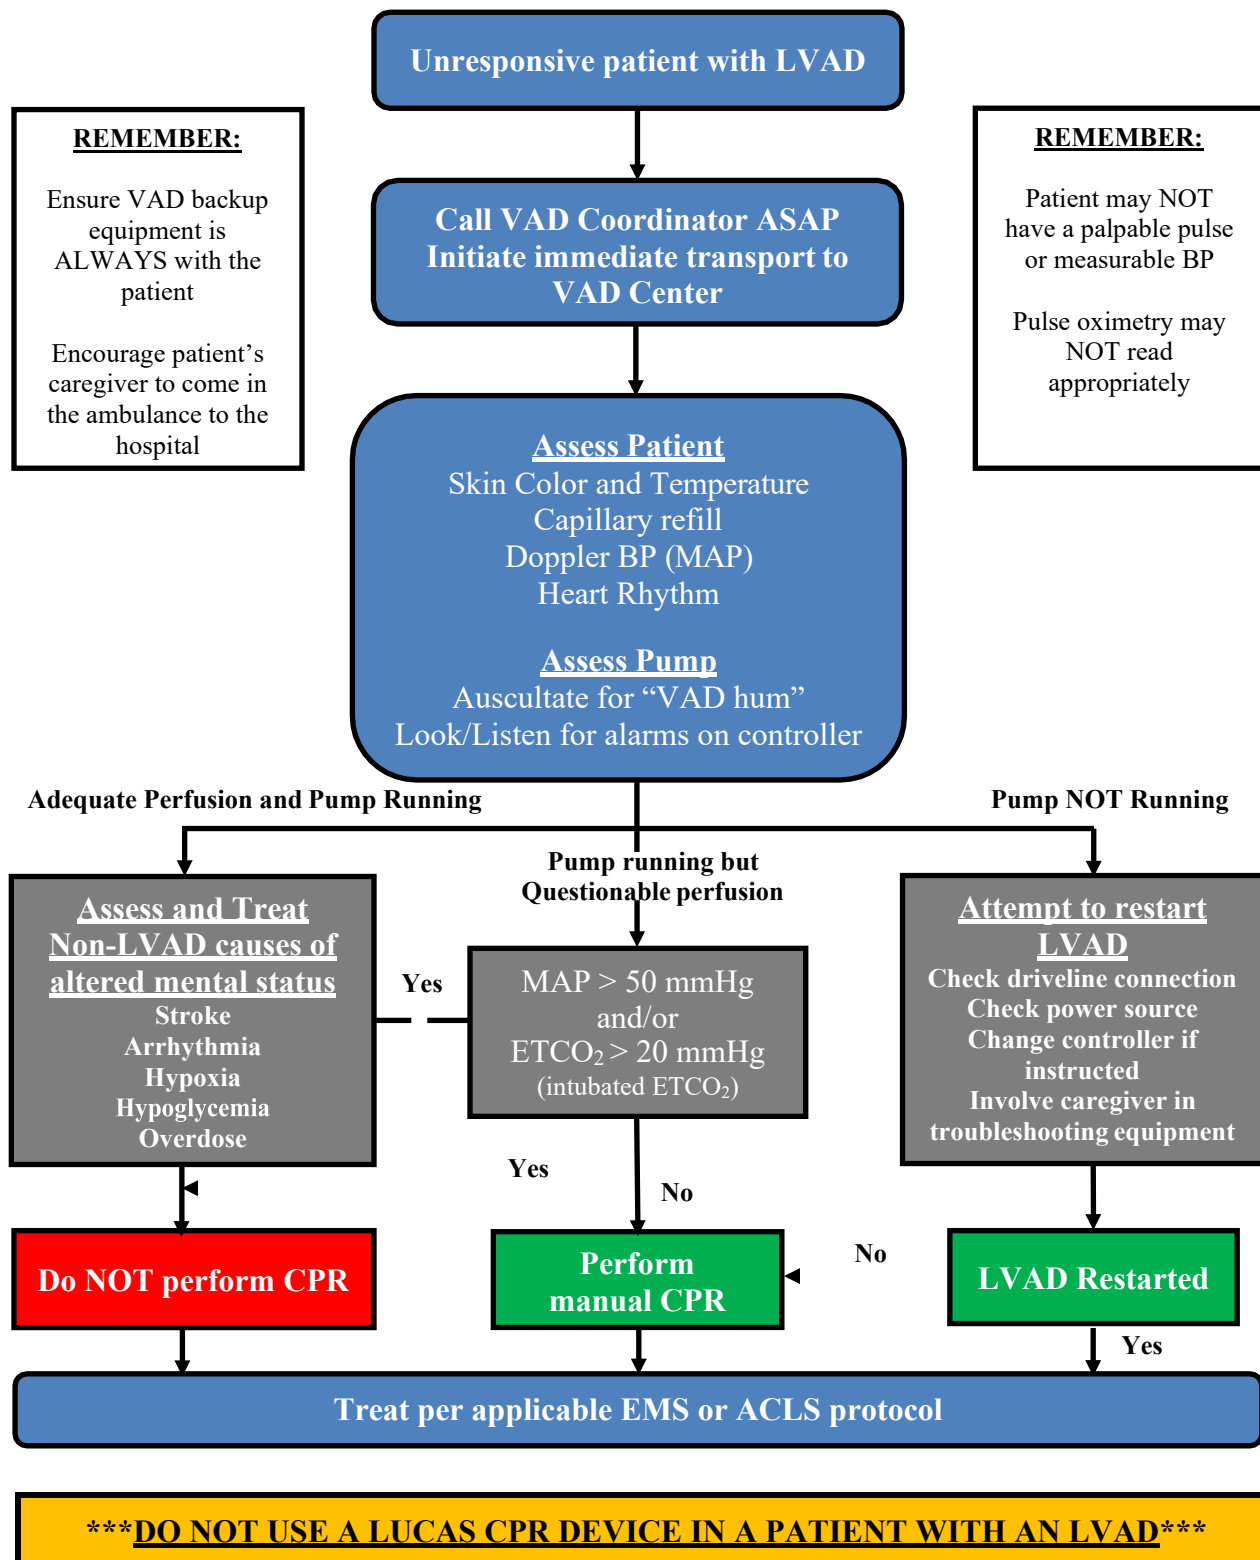 Unresponsive patient with LVAD
REMEMBER:
Ensure VAD backup
equipment is
ALWAYS with the
patient
Encourage patient’s
caregiver to come in
the ambulance to the
hospital
REMEMBER:
Patient may NOT
have a palpable pulse
or measurable BP
Pulse oximetry may
NOT read
appropriately
Call VAD Coordinator ASAP
Initiate immediate transport to
VAD Center
Assess Patient
Skin Color and Temperature
Capillary refill
Doppler BP (MAP)
Heart Rhythm
Assess Pump
Auscultate for “VAD hum”
Look/Listen for alarms on controller
Adequate Perfusion and Pump Running
Pump running but
Questionable perfusion
Pump NOT Running
Assess and Treat
Non-LVAD causes of
altered mental status
Stroke
Arrhythmia
Hypoxia
Hypoglycemia
Overdose
Yes
MAP > 50 mmHg
and/or
ETCO₂ > 20 mmHg
(intubated ETCO₂)
Attempt to restart
LVAD
Check driveline connection
Check power source
Change controller if
instructed
Involve caregiver in
troubleshooting equipment
Yes
No
Do NOT perform CPR
Perform
manual CPR
No
LVAD Restarted
Yes
Treat per applicable EMS or ACLS protocol
***DO NOT USE A LUCAS CPR DEVICE IN A PATIENT WITH AN LVAD***